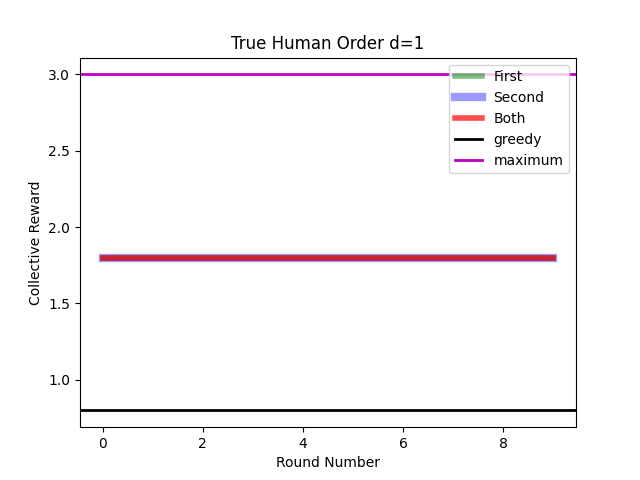 True Human Order d=1
3.0
2.5
2.0
1.5
1.0
Collective Reward
First
Second
Both
greedy
maximum
0 2 4 6 8
Round Number